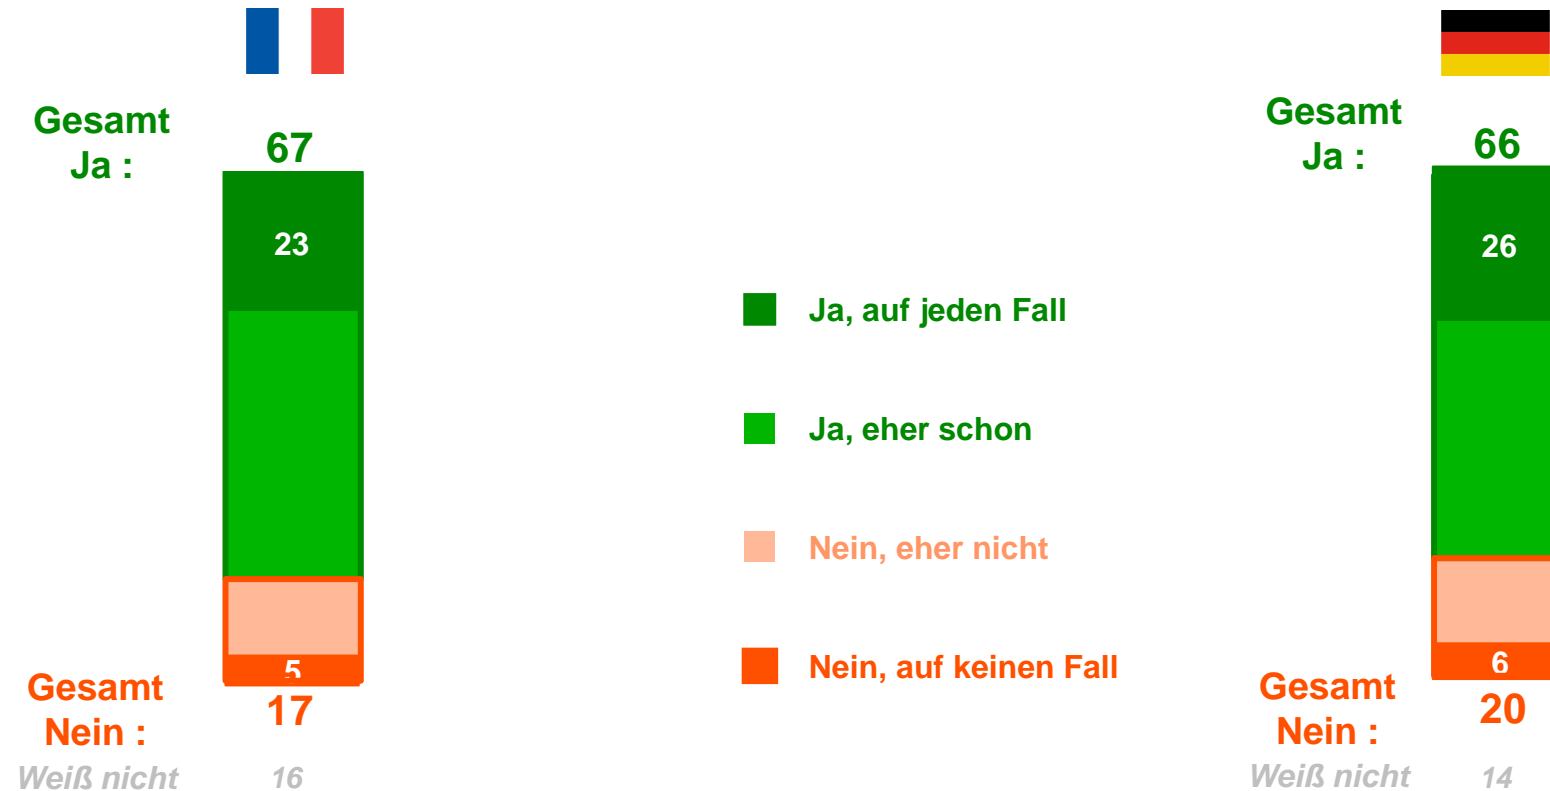 Gesamt
Ja :
67
23
5
Gesamt
Nein :
17
Weiß nicht
16
Ja, auf jeden Fall
Ja, eher schon
Nein, eher nicht
Nein, auf keinen Fall
Gesamt
Ja :
66
26
6
Gesamt
Nein :
20
Weiß nicht
14